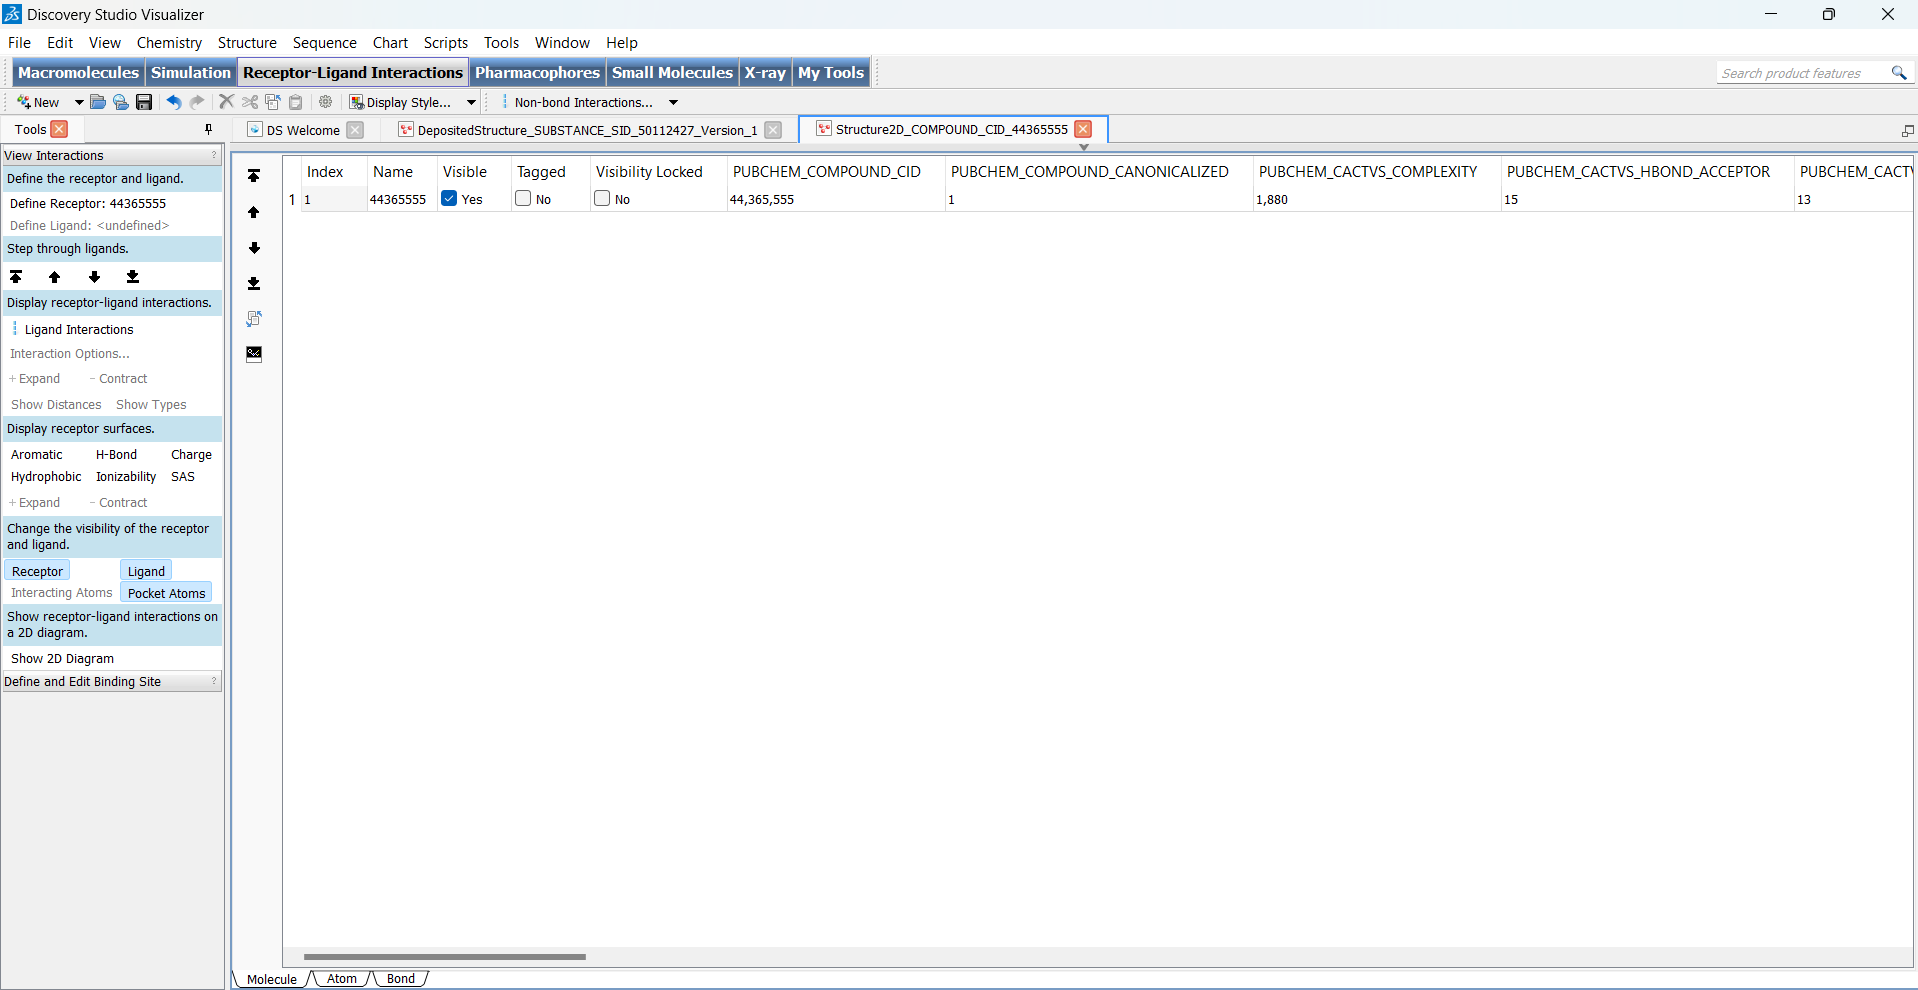 Discovery Studio Visualizer
File Edit View Chemistry Structure Sequence Chart Scripts Tools Window Help
Macromolecules Simulation Receptor-Ligand Interactions Pharmacophores Small Molecules X-ray My Tools
Search product features
New Display Style... Non-bond Interactions...
Tools
DS Welcome DepositedStructure_SUBSTANCE_SID_50112427_Version_1 Structure2D_COMPOUND_CID_44365555
View Interactions ?
Define the receptor and ligand.
Define Receptor: 44365555
Define Ligand: <undefined>
Step through ligands.
Display receptor-ligand interactions.
Ligand Interactions
Interaction Options...
+ Expand - Contract
Show Distances Show Types
Display receptor surfaces.
Aromatic H-Bond Charge
Hydrophobic Ionizability SAS
+ Expand - Contract
Change the visibility of the receptor
and ligand.
Receptor Ligand
Interacting Atoms Pocket Atoms
Show receptor-ligand interactions on
a 2D diagram.
Show 2D Diagram
Define and Edit Binding Site ?
Index Name Visible Tagged Visibility Locked PUBCHEM_COMPOUND_CID PUBCHEM_COMPOUND_CANONICALIZED PUBCHEM_CACTVS_COMPLEXITY PUBCHEM_CACTVS_HBOND_ACCEPTOR PUBCHEM_CACTV
1 1 44365555 Yes No No 44,365,555 1 1,880 15 13
Molecule Atom Bond